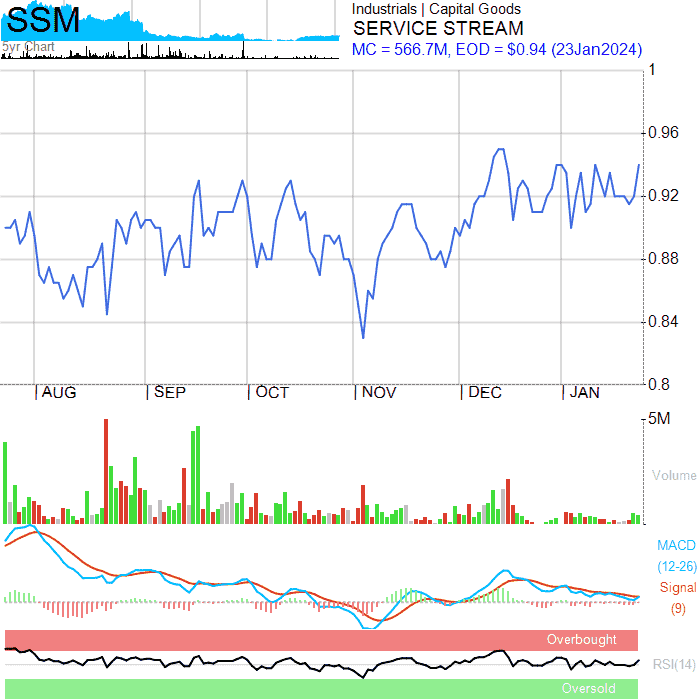 SSM
5yr Chart
Industrials | Capital Goods
SERVICE STREAM
MC = 566.7M, EOD = $0.94 (23Jan2024)
1
0.96
0.92
0.88
0.84
0.8
| AUG | SEP | OCT | NOV | DEC | JAN
5M
Volume
MACD
(12-26)
Signal
(9)
Overbought
RSI(14)
Oversold